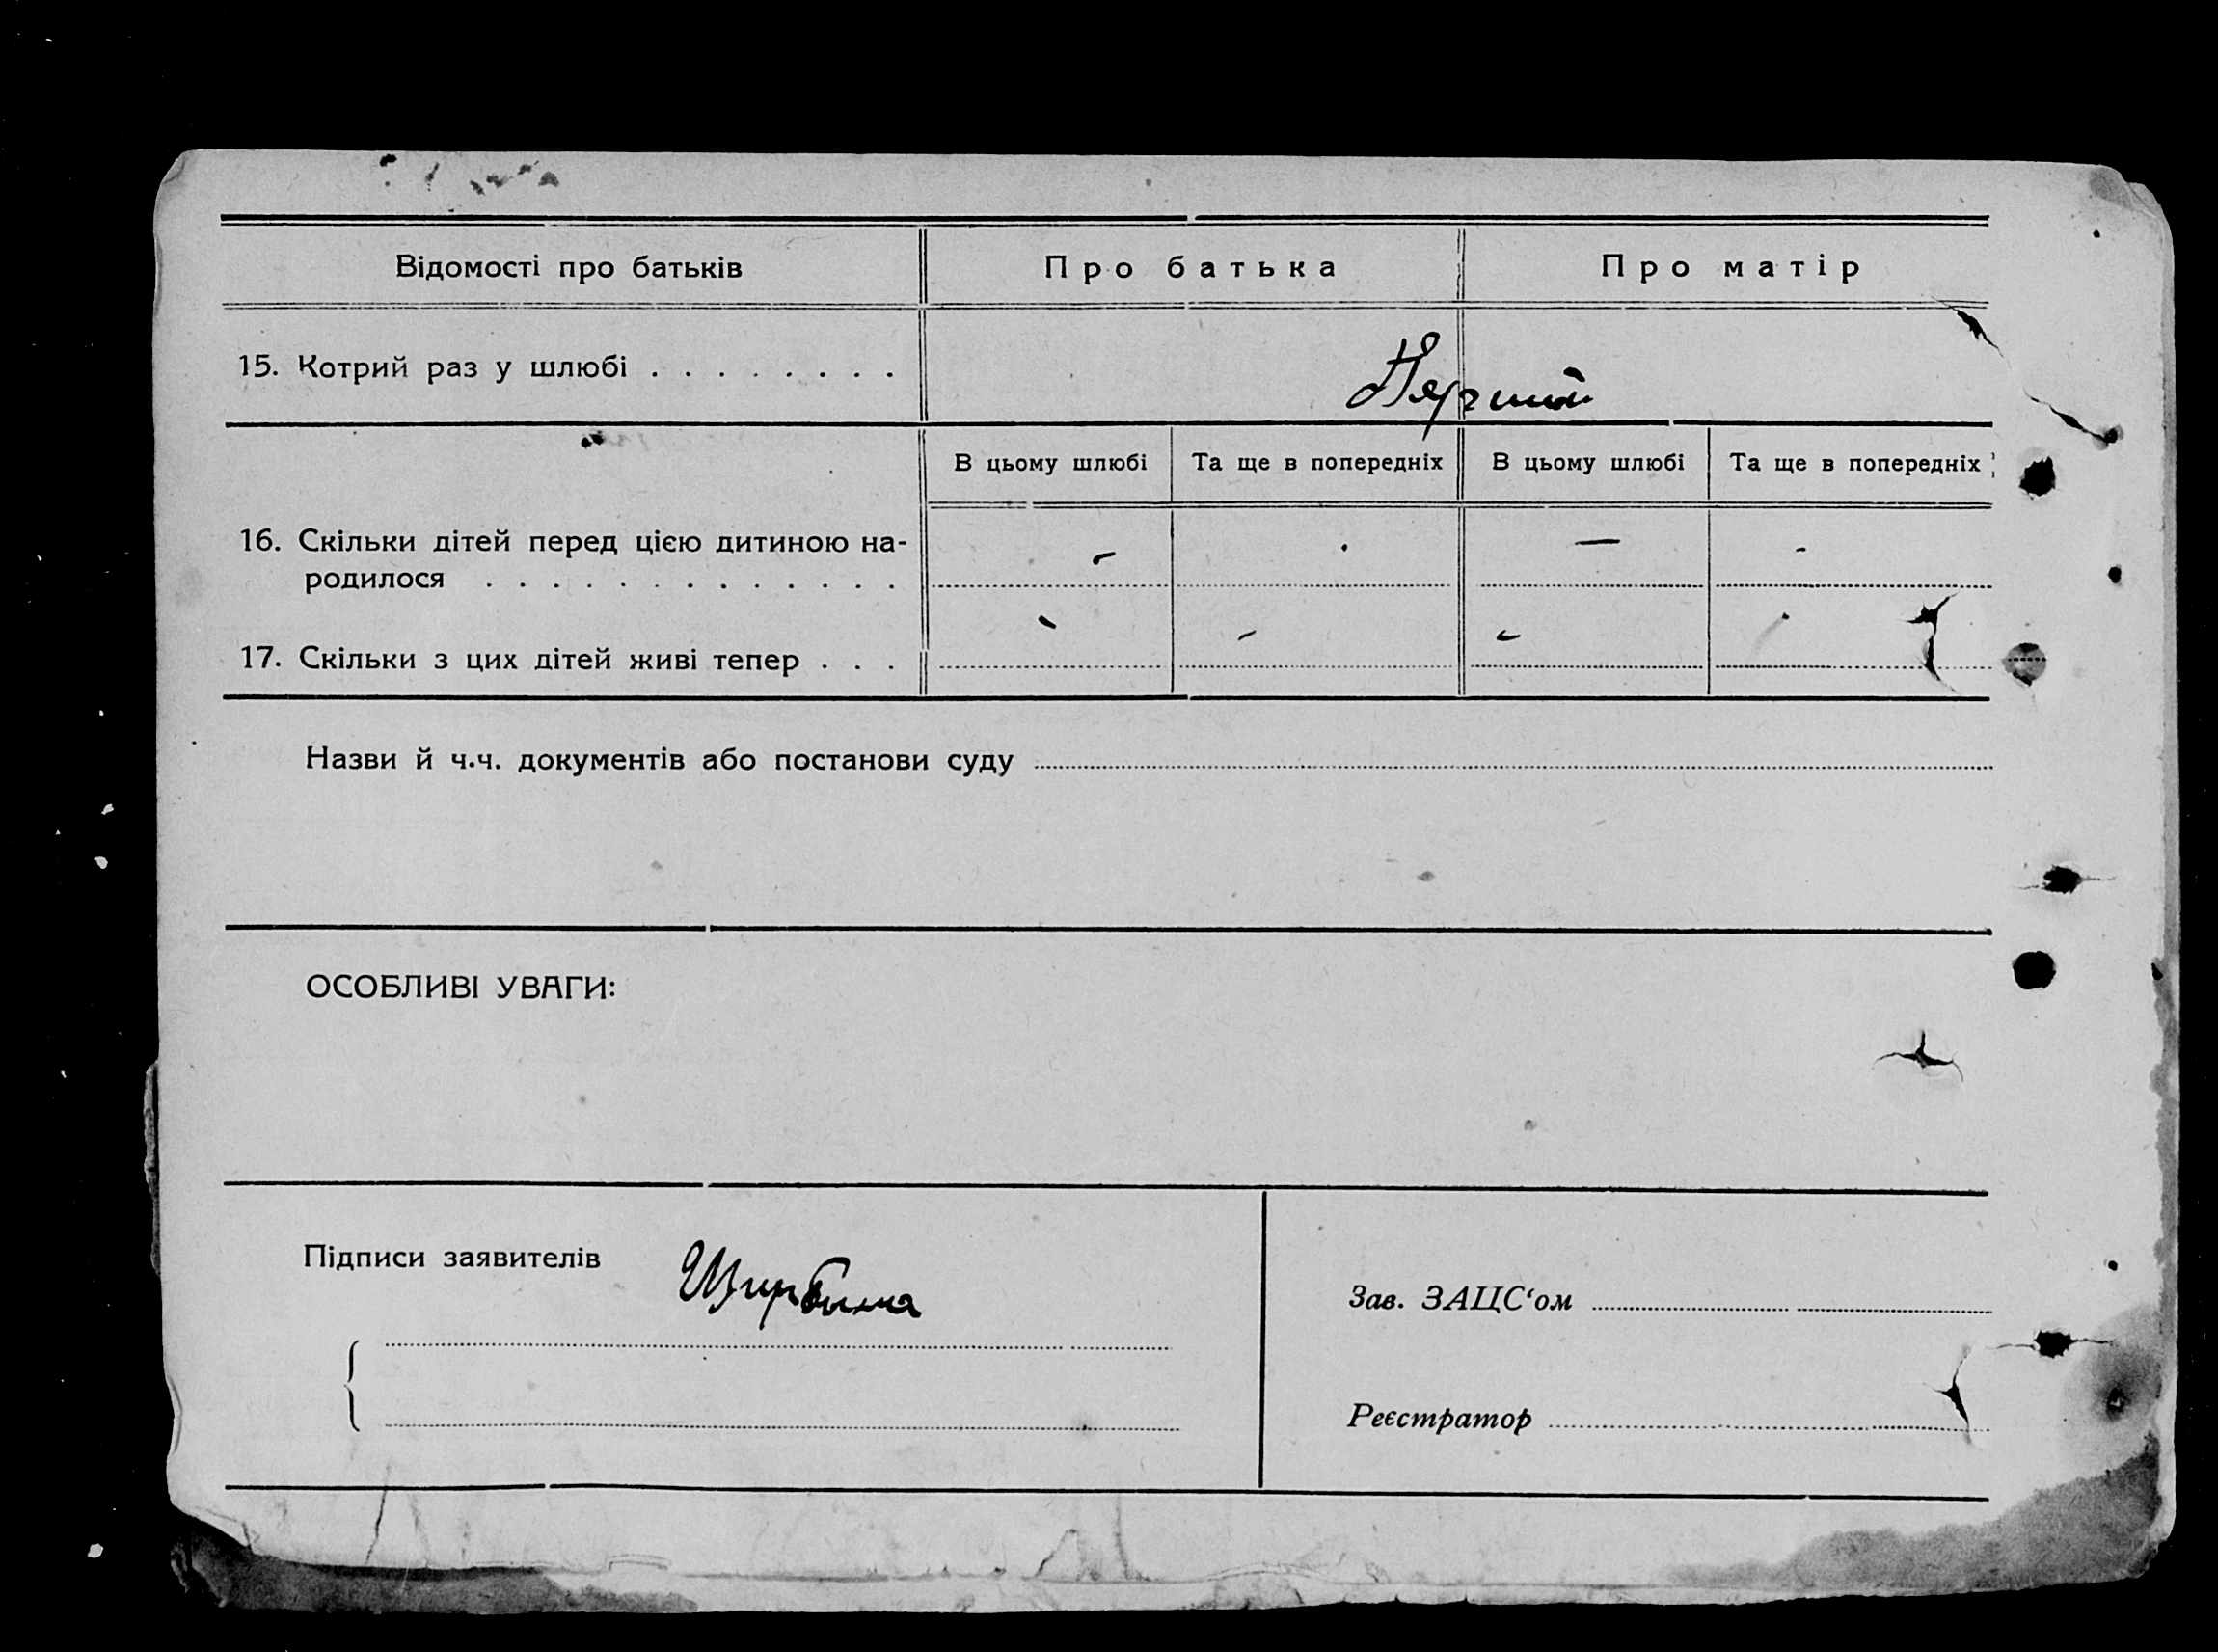 Відомості про батьків Про батька Про матір
15. Котрий раз у шлюбі . . . . . . . . Перший
В цьому шлюбі Та ще в попередніх В цьому шлюбі Та ще в попередніх
16. Скільки дітей перед цією дитиною на- - - — -
родилося . . . . . . . . . . . . .
17. Скільки з цих дітей живі тепер . . . - - - -
Назви й ч.ч. документів або постанови суду
ОСОБЛИВІ УВАГИ:
Підписи заявителів Щербина
Зав. ЗАЦС‘ом
Реєстратор